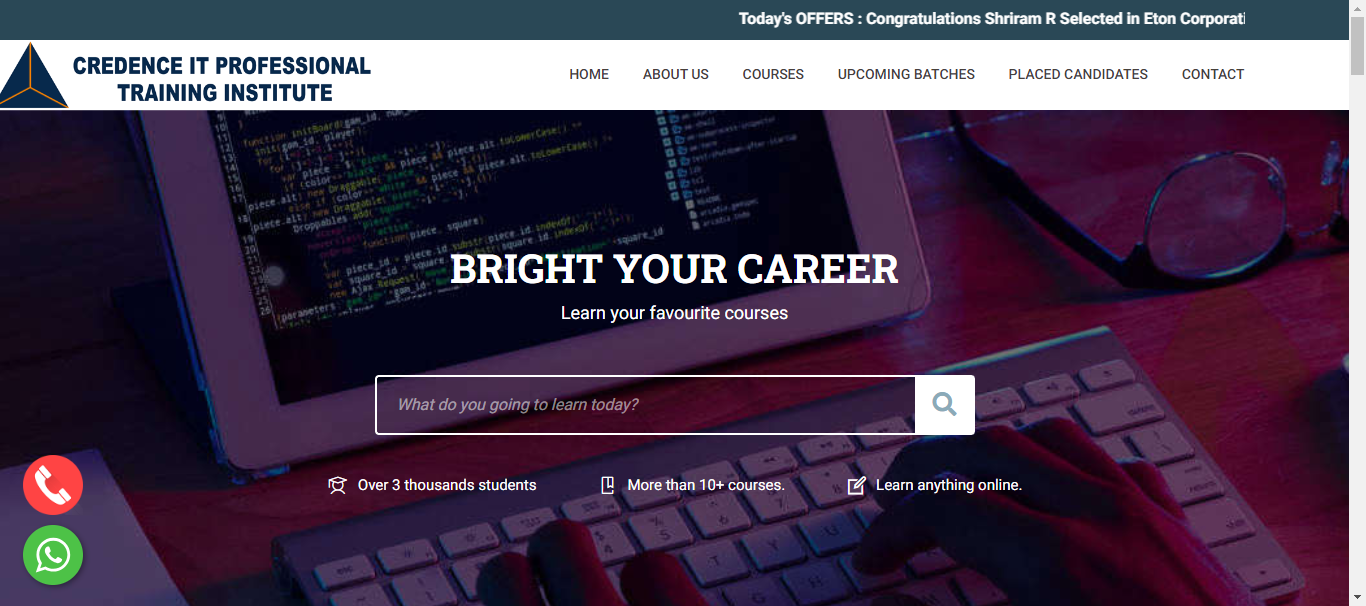 Today's OFFERS : Congratulations Shriram R Selected in Eton Corporati
CREDENCE IT PROFESSIONAL
TRAINING INSTITUTE
HOME ABOUT US COURSES UPCOMING BATCHES PLACED CANDIDATES CONTACT
BRIGHT YOUR CAREER
Learn your favourite courses
What do you going to learn today?
Over 3 thousands students More than 10+ courses. Learn anything online.